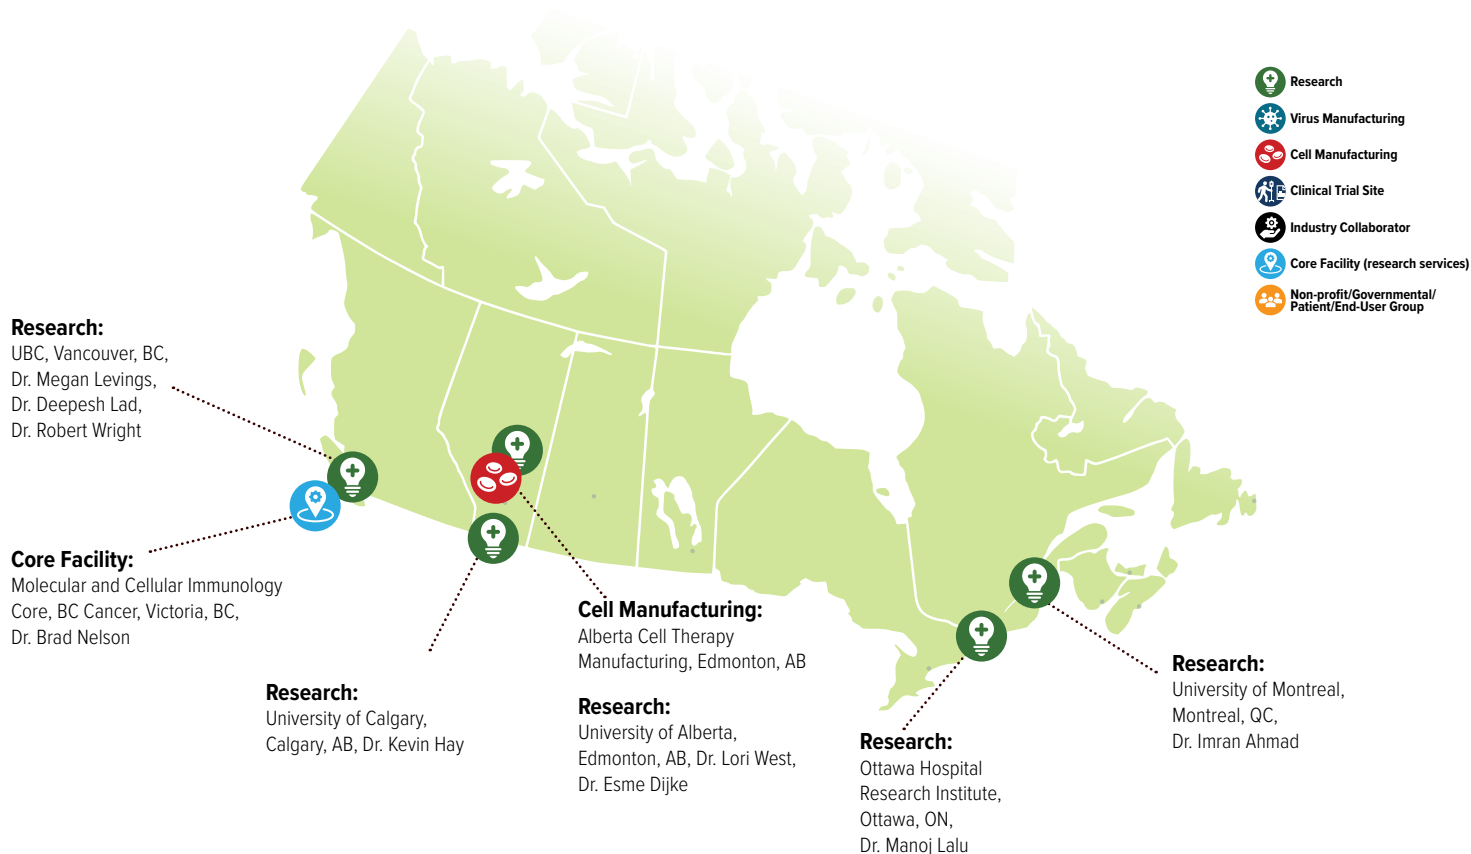 Research
Virus Manufacturing
Cell Manufacturing
Clinical Trial Site
Industry Collaborator
Core Facility (research services)
Non-profit/Governmental/
Patient/End-User Group
Research:
UBC, Vancouver, BC,
Dr. Megan Levings,
Dr. Deepesh Lad,
Dr. Robert Wright
Core Facility:
Molecular and Cellular Immunology
Core, BC Cancer, Victoria, BC,
Dr. Brad Nelson
Research:
University of Calgary,
Calgary, AB, Dr. Kevin Hay
Cell Manufacturing:
Alberta Cell Therapy
Manufacturing, Edmonton, AB
Research:
University of Alberta,
Edmonton, AB, Dr. Lori West,
Dr. Esme Dijke
Research:
Ottawa Hospital
Research Institute,
Ottawa, ON,
Dr. Manoj Lalu
Research:
University of Montreal,
Montreal, QC,
Dr. Imran Ahmad